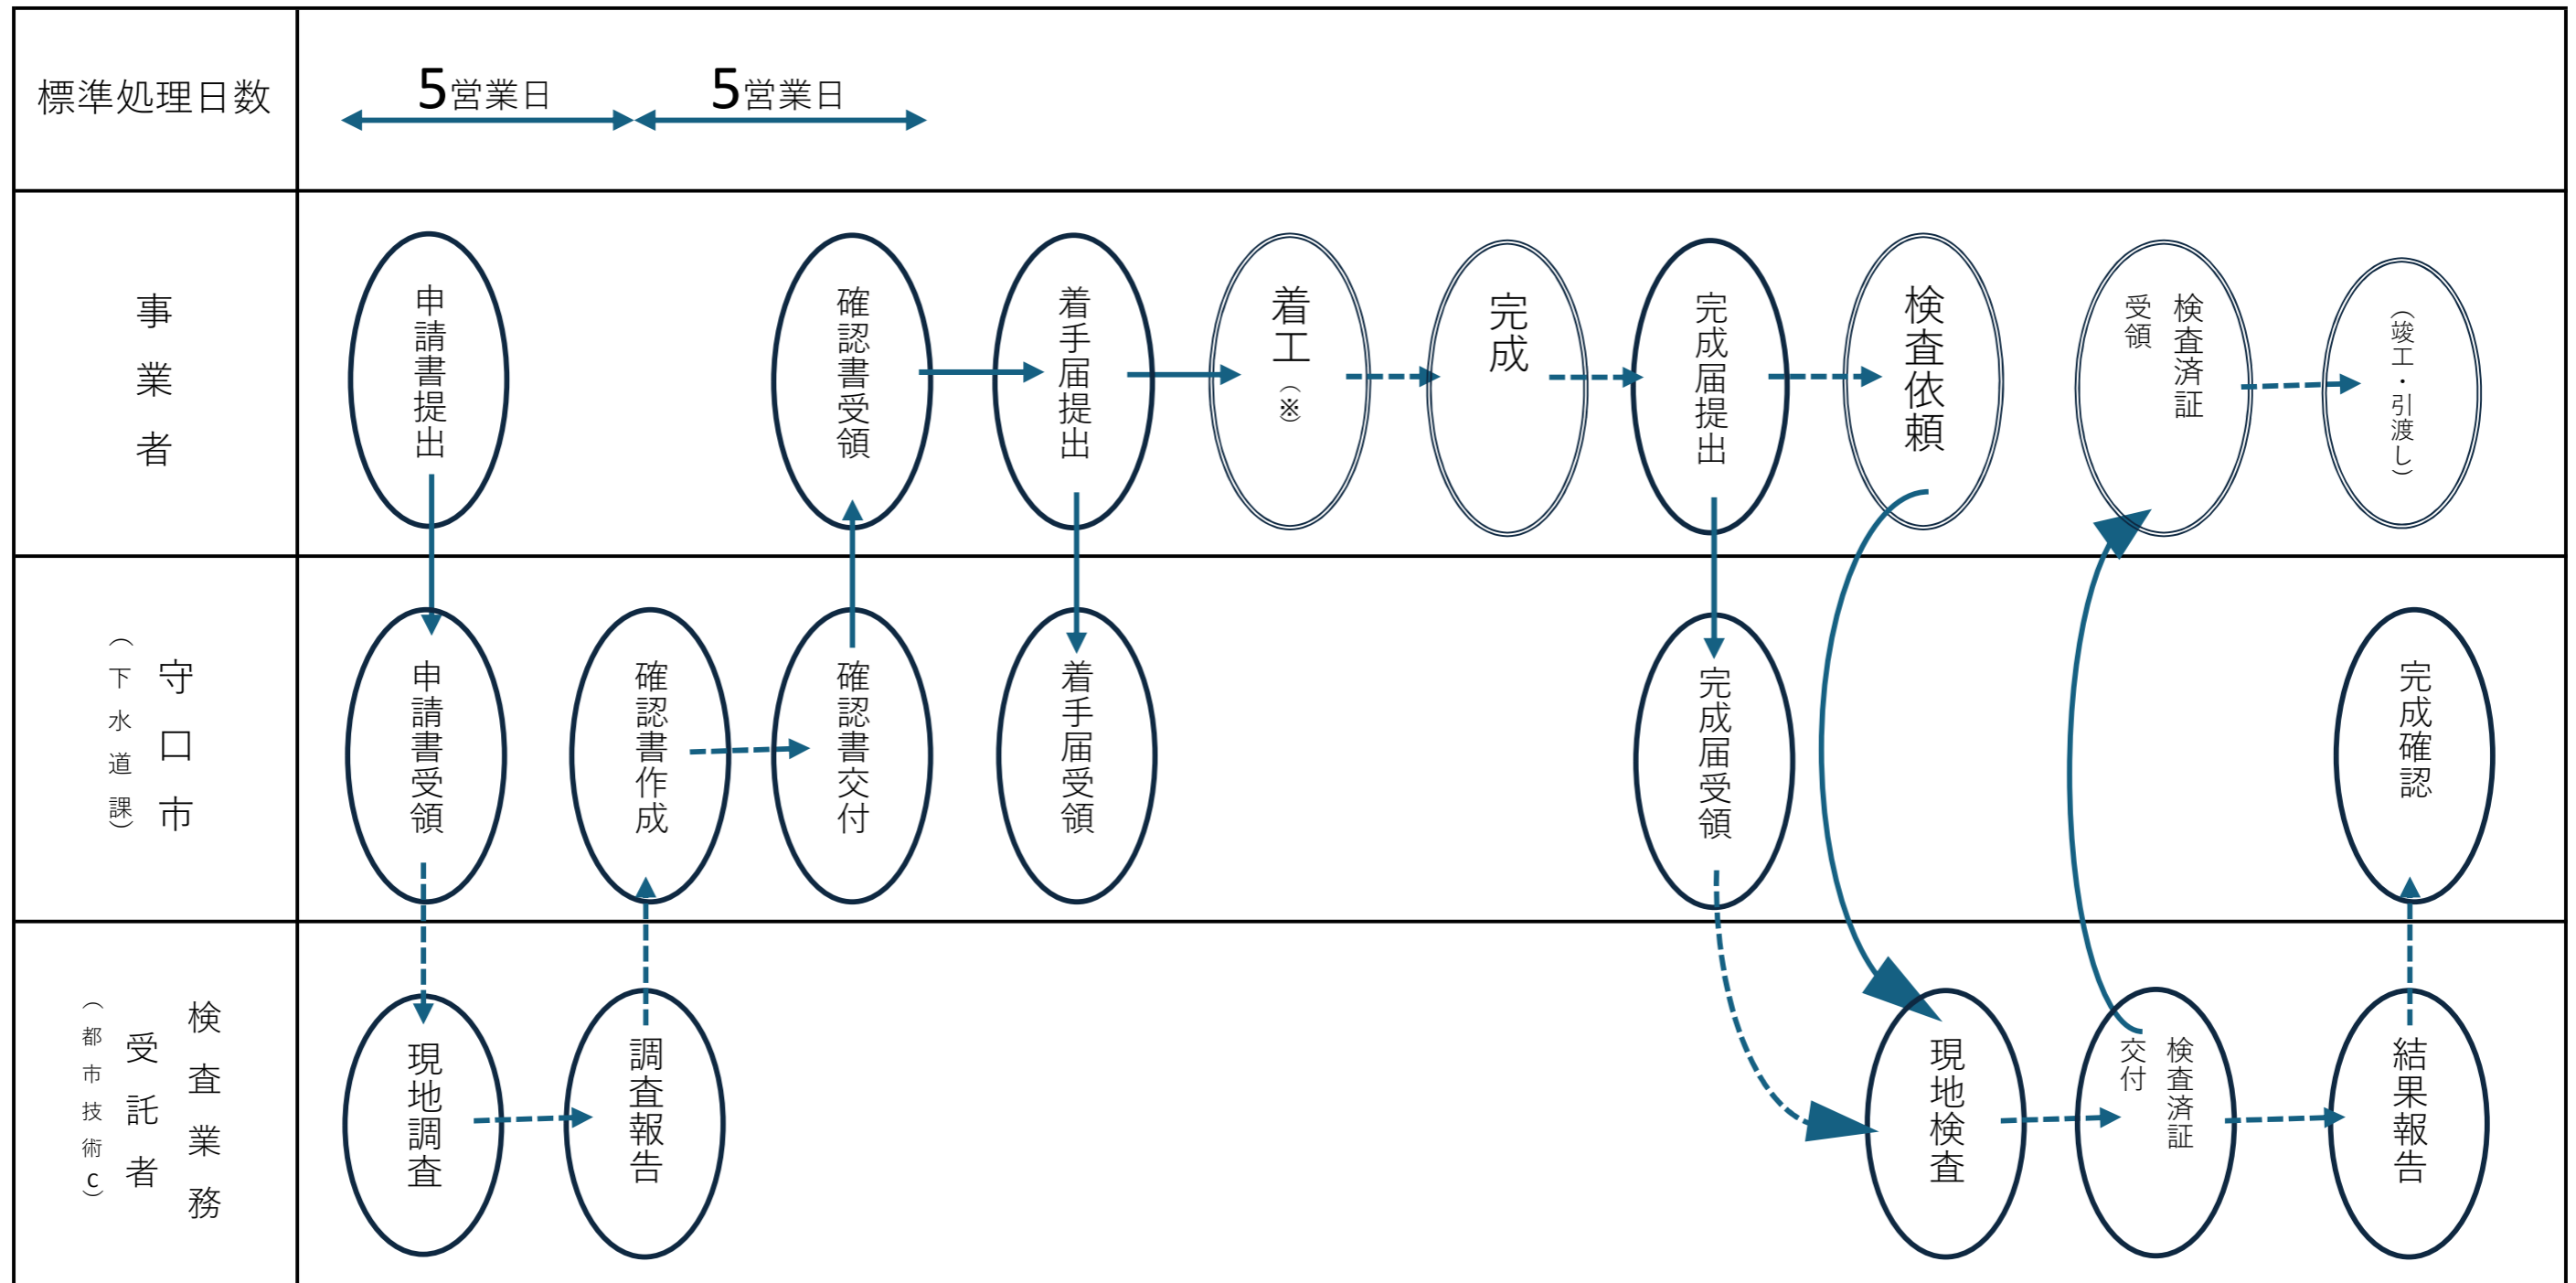 標準処理日数
5営業日
5営業日
事業者
申請書提出
確認書受領
着手届提出
着工（※）
完成
完成届提出
検査依頼
検査済証
受領
（竣工・引渡し）
守口市
（下水道課）
申請書受領
確認書作成
確認書交付
着手届受領
完成届受領
完成確認
検査業務
受託者
（都市技術C）
現地調査
調査報告
現地検査
検査済証
交付
結果報告